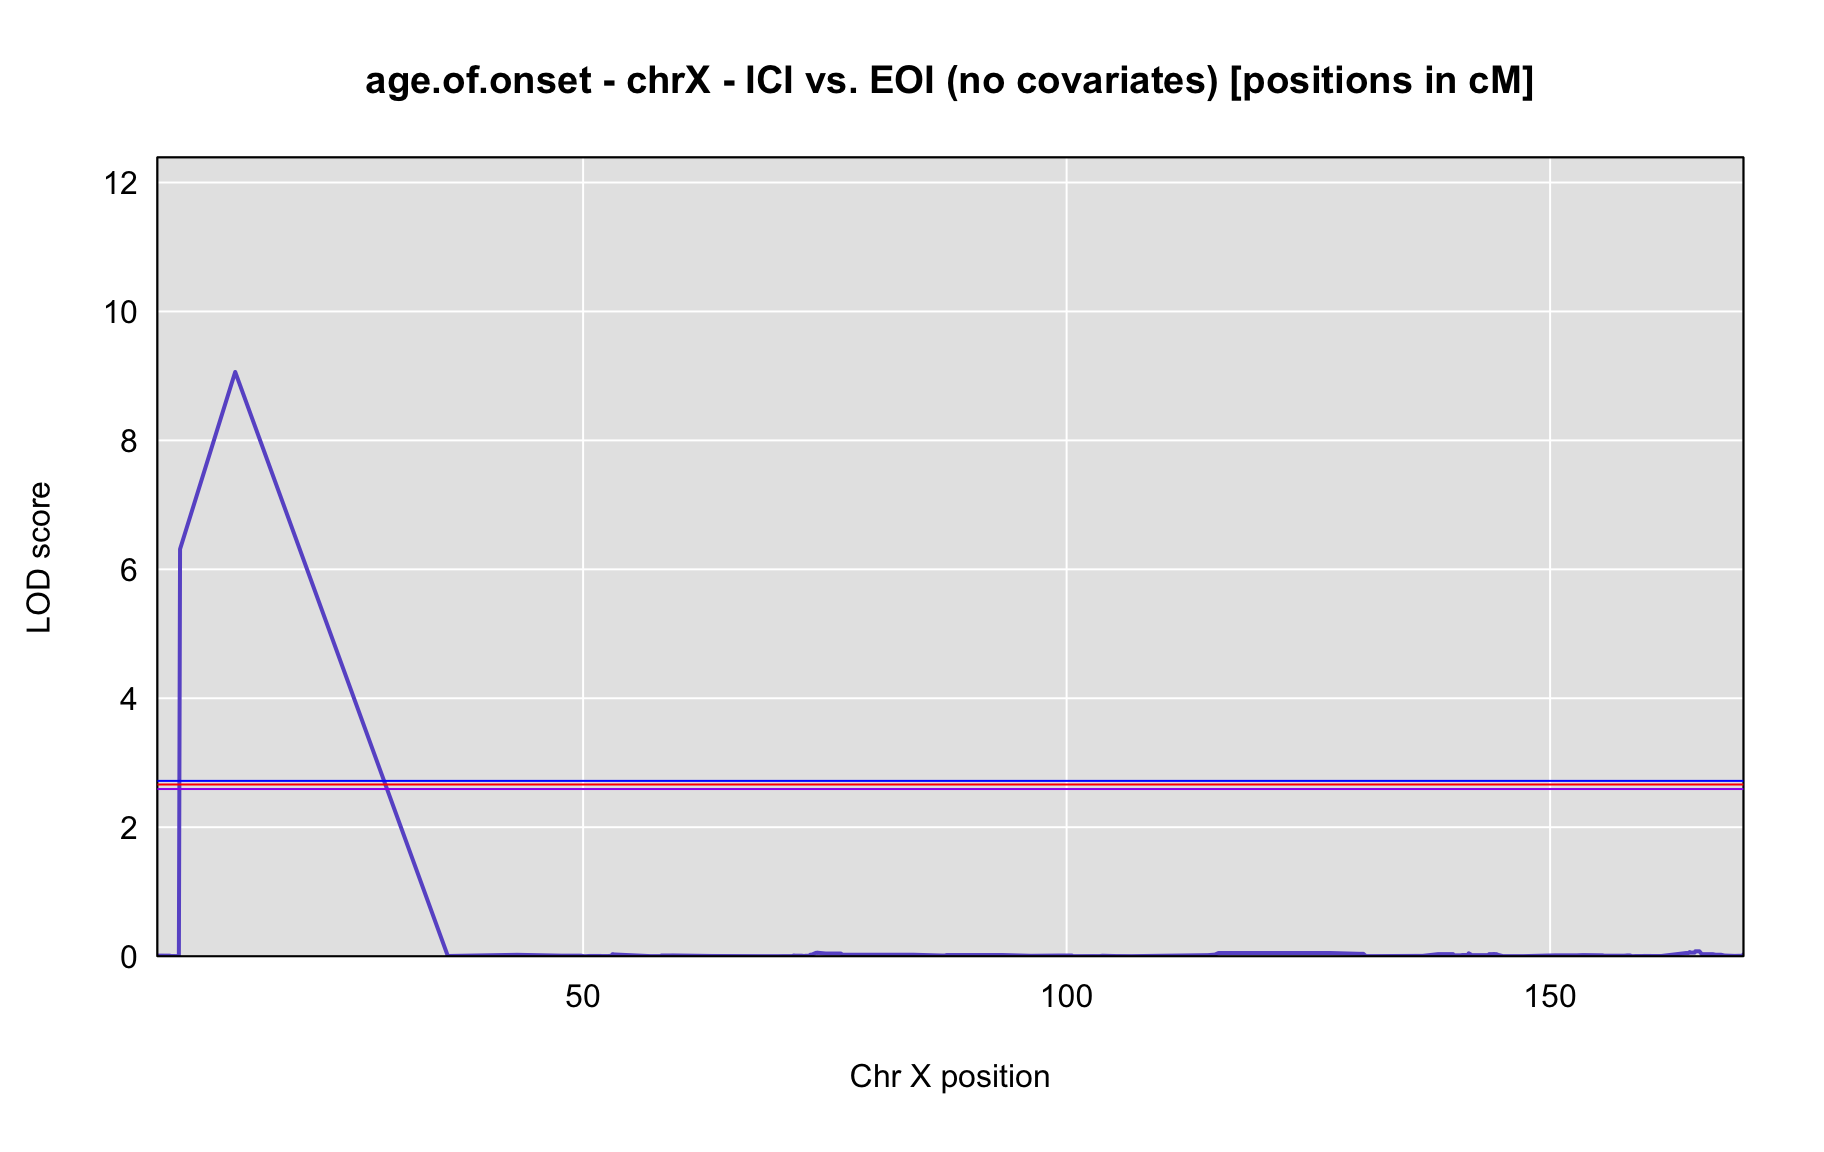 age.of.onset - chrX - ICI vs. EOI (no covariates) [positions in cM]
12
10
8
6
4
2
0
LOD score
50 100 150
Chr X position